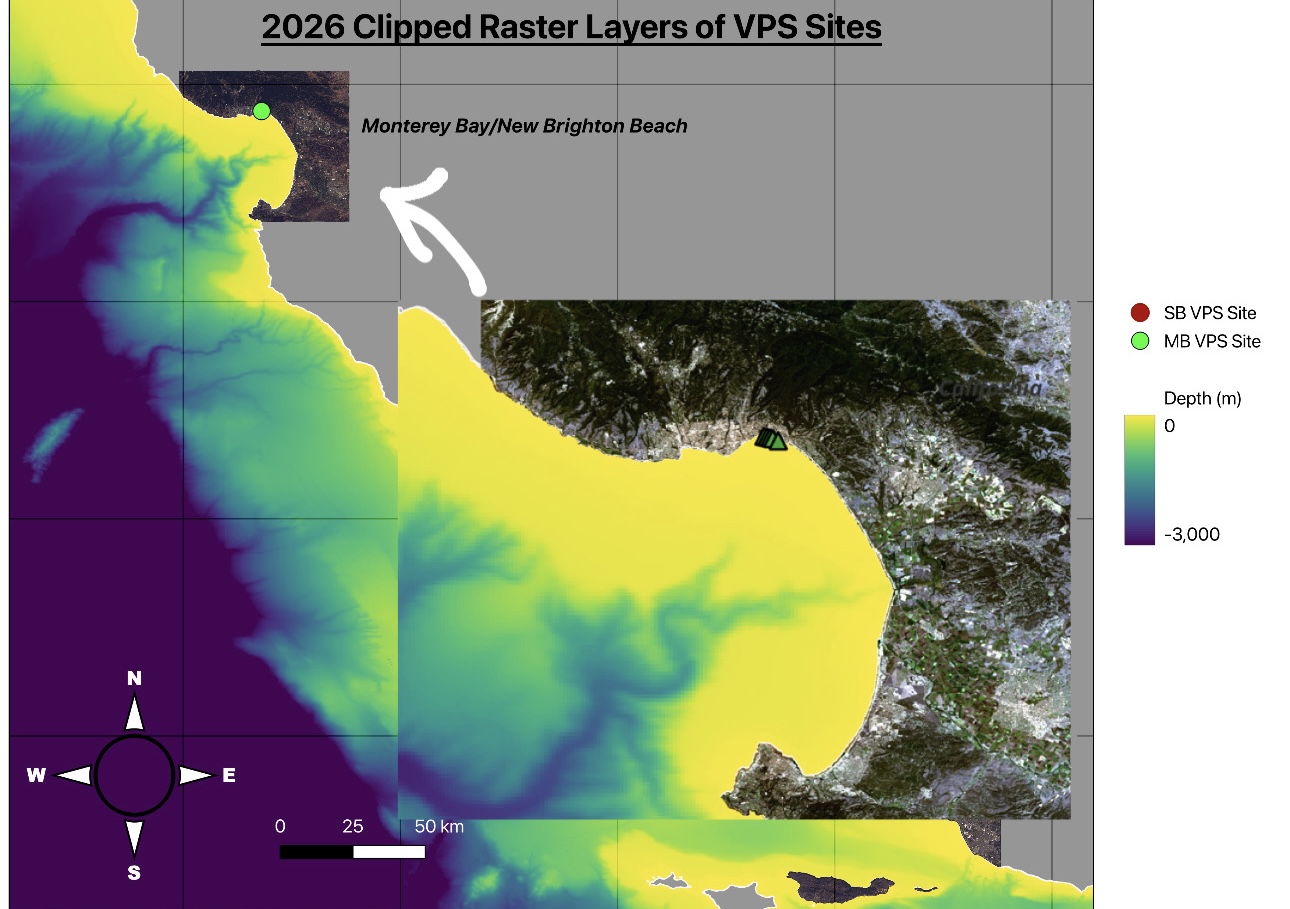 2026 Clipped Raster Layers of VPS Sites
Monterey Bay/New Brighton Beach
SB VPS Site
MB VPS Site
Depth (m)
0
-3,000
California
N
W E
S
0 25 50 km